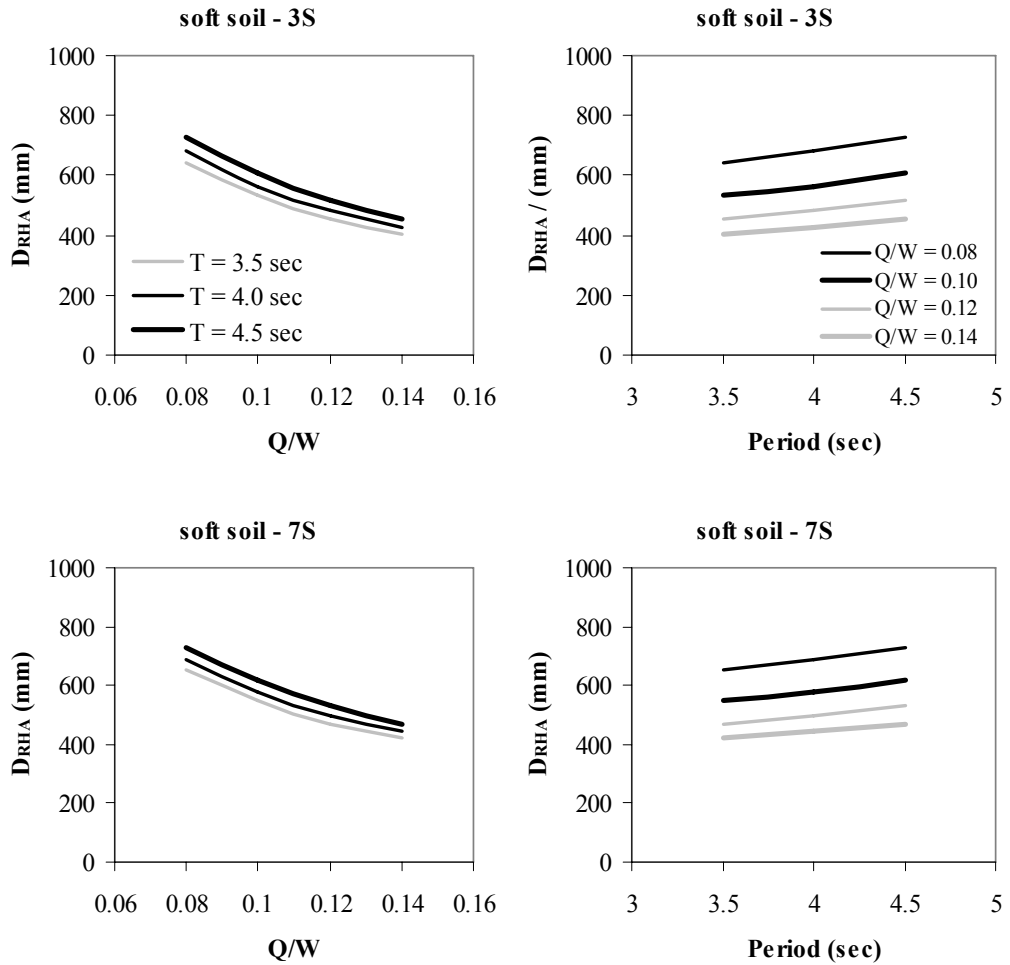 soft soil - 3S
1000
800
600
400
200
0
DRHA (mm)
T = 3.5 sec
T = 4.0 sec
T = 4.5 sec
0.06 0.08 0.1 0.12 0.14 0.16
Q/W
soft soil - 3S
1000
800
600
400
200
0
DRHA / (mm)
Q/W = 0.08
Q/W = 0.10
Q/W = 0.12
Q/W = 0.14
3 3.5 4 4.5 5
Period (sec)
soft soil - 7S
1000
800
600
400
200
0
DRHA (mm)
0.06 0.08 0.1 0.12 0.14 0.16
Q/W
soft soil - 7S
1000
800
600
400
200
0
DRHA (mm)
3 3.5 4 4.5 5
Period (sec)